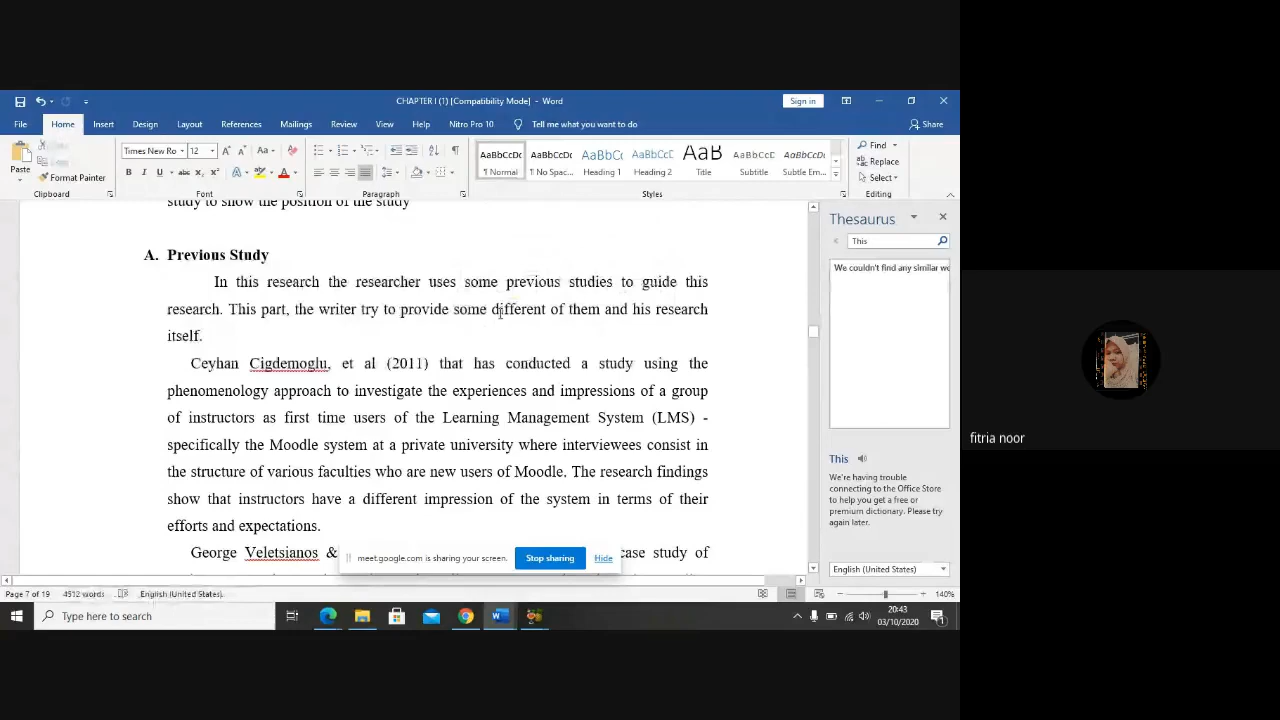 CHAPTER I (1) [Compatibility Mode] - Word
Sign in
File Home Insert Design Layout References Mailings Review View Help Nitro Pro 10 Tell me what you want to do Share
Paste
Cut
Copy
Format Painter
Times New Ro 12
Aa
B I U abc x₂ x² A
AaBbCcDc AaBbCcDc AaBbCc AaBbCcC AaB AaBbCcC AaBbCcDc
¶ Normal ¶ No Spac... Heading 1 Heading 2 Title Subtitle Subtle Em...
Find
Replace
Select
Clipboard Font Paragraph Styles Editing
study to show the position of the study
A. Previous Study
In this research the researcher uses some previous studies to guide this
research. This part, the writer try to provide some different of them and his research
itself.
Ceyhan Cigdemoglu, et al (2011) that has conducted a study using the
phenomenology approach to investigate the experiences and impressions of a group
of instructors as first time users of the Learning Management System (LMS) -
specifically the Moodle system at a private university where interviewees consist in
the structure of various faculties who are new users of Moodle. The research findings
show that instructors have a different impression of the system in terms of their
efforts and expectations.
George Veletsianos & case study of
meet.google.com is sharing your screen. Stop sharing Hide
Thesaurus
This
We couldn't find any similar wo
This
We're having trouble
connecting to the Office Store
to help you get a free or
premium dictionary. Please try
again later.
English (United States)
Page 7 of 19 4912 words English (United States) 140%
Type here to search
20:43
03/10/2020
fitria noor